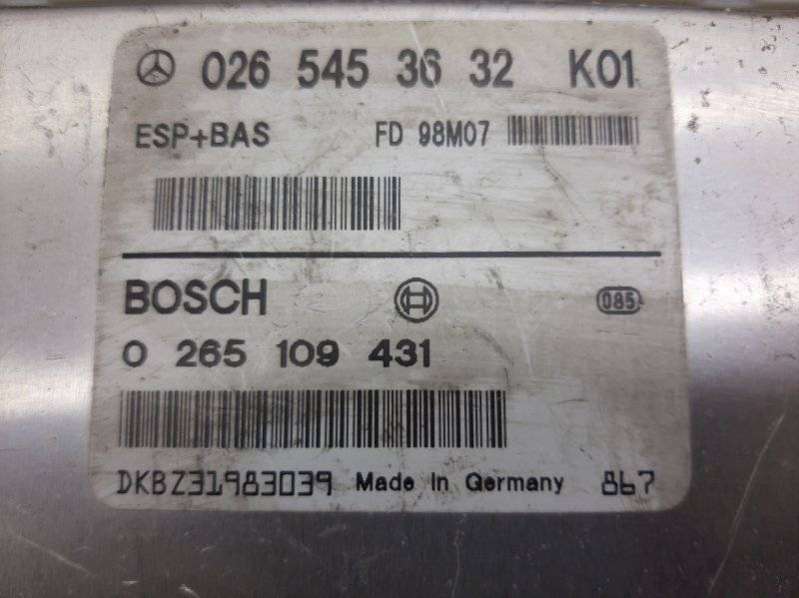 026 545 36 32 K01
ESP+BAS FD 98M07
BOSCH 085
0 265 109 431
DKBZ31983039 Made In Germany 867